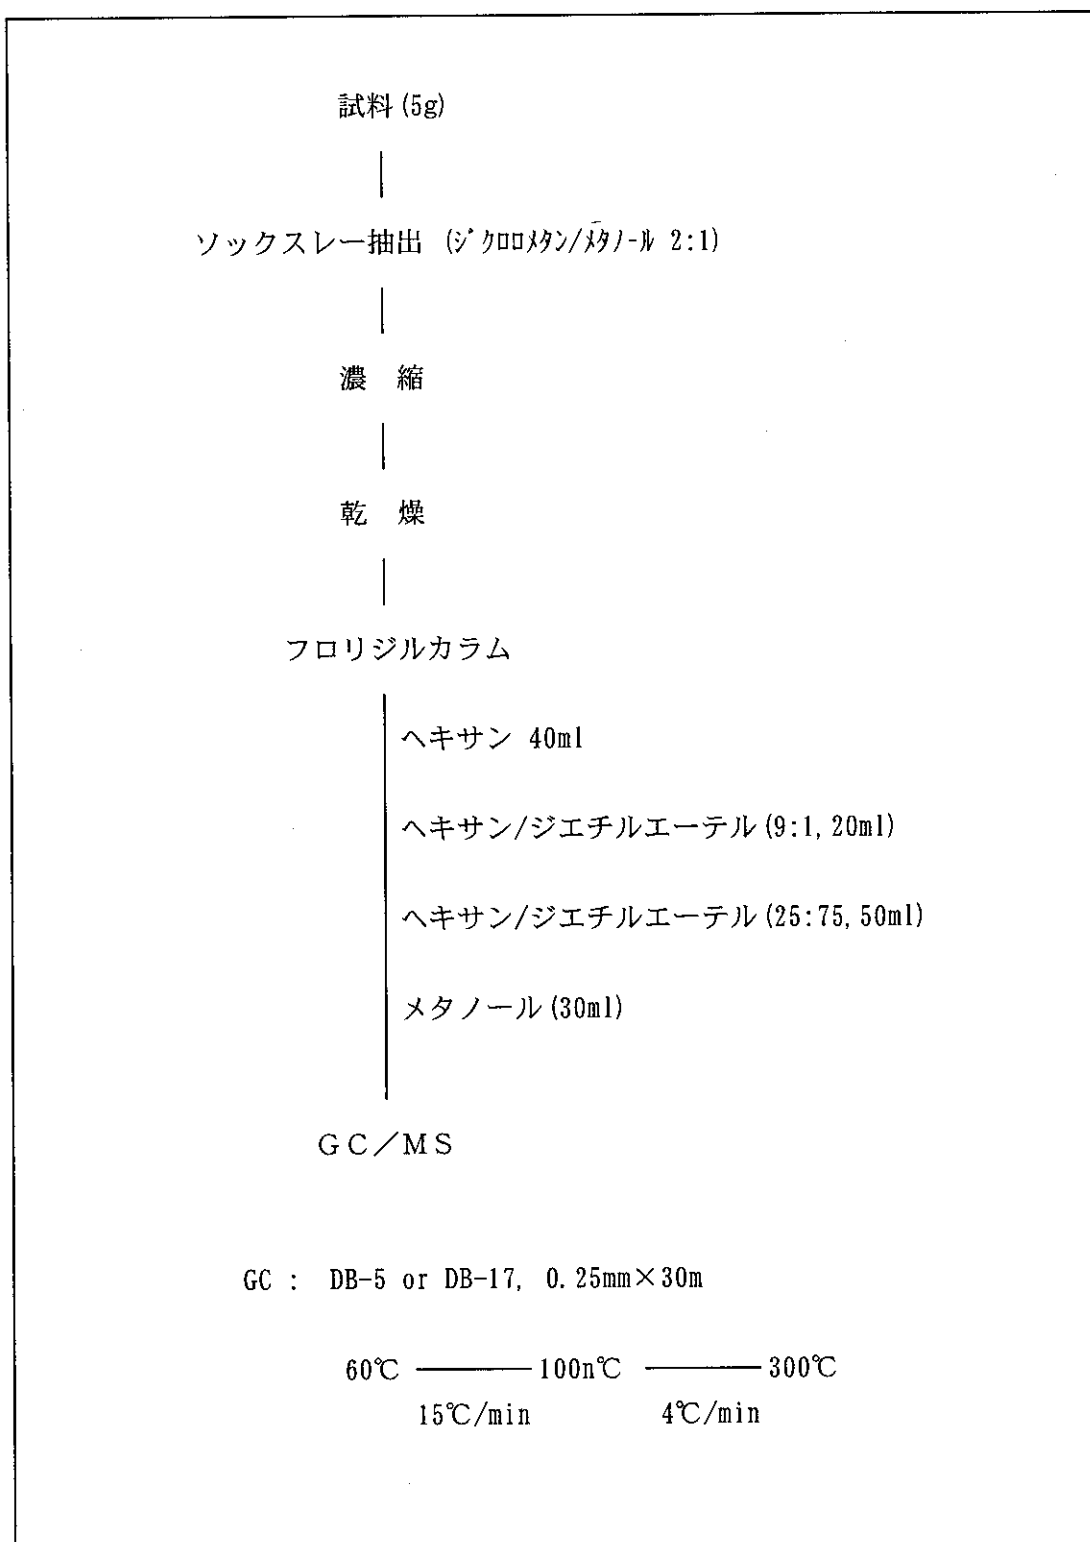 試料(5g)
ソックスレー抽出 (ｼﾞｸﾛﾛﾒﾀﾝ/ﾒﾀﾉｰﾙ 2:1)
濃 縮
乾 燥
フロリジルカラム
ヘキサン 40ml
ヘキサン/ジエチルエーテル(9:1,20ml)
ヘキサン/ジエチルエーテル(25:75,50ml)
メタノール(30ml)
ＧＣ／ＭＳ
GC : DB-5 or DB-17, 0.25mm×30m
60℃ 100n℃ 300℃
15℃/min 4℃/min